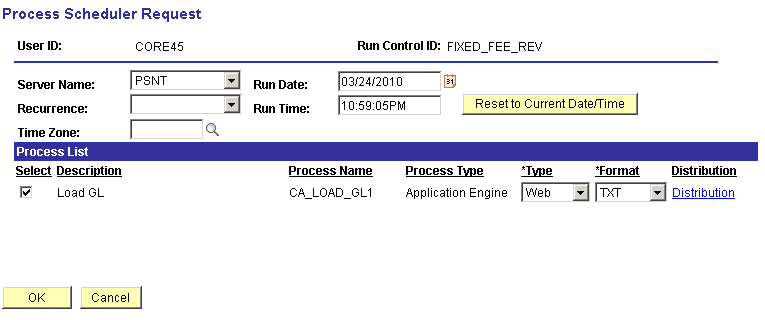 Process Scheduler Request
User ID: CORE45 Run Control ID: FIXED_FEE_REV
Server Name: PSNT Run Date: 03/24/2010 31
Recurrence: Run Time: 10:59:05PM Reset to Current Date/Time
Time Zone:
Process List
Select Description Process Name Process Type *Type *Format Distribution
Load GL CA_LOAD_GL1 Application Engine Web TXT Distribution
OK Cancel